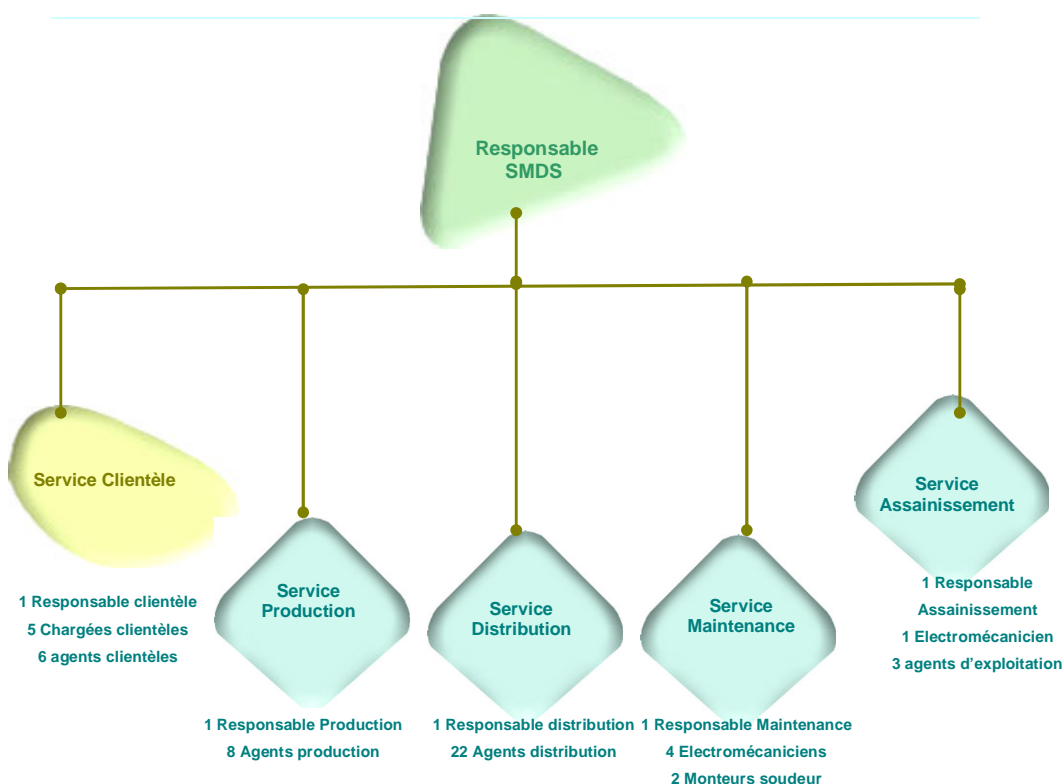 Responsable
SMDS
Service Clientèle
1 Responsable clientèle
5 Chargées clientèles
6 agents clientèles
Service
Production
1 Responsable Production
8 Agents production
Service
Distribution
1 Responsable distribution
22 Agents distribution
Service
Maintenance
1 Responsable Maintenance
4 Electromécaniciens
2 Monteurs soudeur
Service
Assainissement
1 Responsable
Assainissement
1 Electromécanicien
3 agents d’exploitation